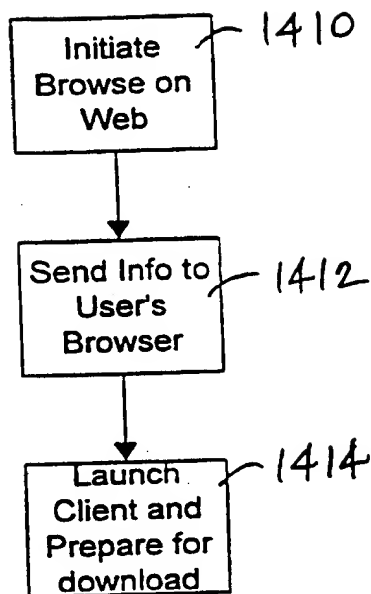 Initiate
Browse on
Web
1410
Send Info to
User's
Browser
1412
Launch
Client and
Prepare for
download
1414